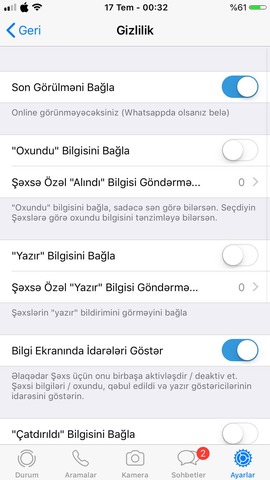 17 Tem - 00:32
%61
Geri
Gizlilik
Son Görülməni Bağla
Online görünməyəcəksiniz (Whatsappda olsanız belə)
"Oxundu" Bilgisini Bağla
Şəxsə Özəl "Alındı" Bilgisi Göndərmə... 0
"Oxundu" bilgisini bağla, sadəcə sən görə bilərsən. Seçdiyin
Şəxslərə görə oxundu bilgisini tənzimləyə bilərsən.
"Yazır" Bilgisini Bağla
Şəxsə Özəl "Yazır" Bilgisi Göndərmə... 0
Şəxslərin "yazır" bildirimini görməyini bağla
Bilgi Ekranında İdarələri Göstər
Əlaqədar Şəxs üçün onu birbaşa aktivləşdir / deaktiv et.
Şəxsi bilgiləri / oxundu, qəbul edildi və yazır göstəricilərinin
idarəsini göstərin.
"Çatdırıldı" Bilgisini Bağla
2
Durum Aramalar Kamera Sohbetler Ayarlar